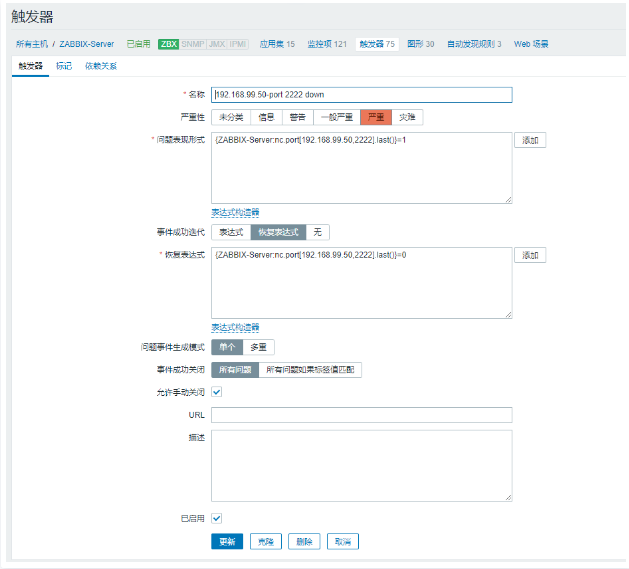 触发器
所有主机 / ZABBIX-Server 已启用 ZBX SNMP JMX IPMI 应用集 15 监控项 121 触发器 75 图形 30 自动发现规则 3 Web 场景
触发器 标记 依赖关系
* 名称 192.168.99.50-port 2222 down
严重性 未分类 信息 警告 一般严重 严重 灾难
* 问题表现形式 {ZABBIX-Server:nc.port[192.168.99.50,2222].last()}=1 添加
表达式构造器
事件成功迭代 表达式 恢复表达式 无
* 恢复表达式 {ZABBIX-Server:nc.port[192.168.99.50,2222].last()}=0 添加
表达式构造器
问题事件生成模式 单个 多重
事件成功关闭 所有问题 所有问题如果标签值匹配
允许手动关闭
URL
描述
已启用
更新 克隆 删除 取消